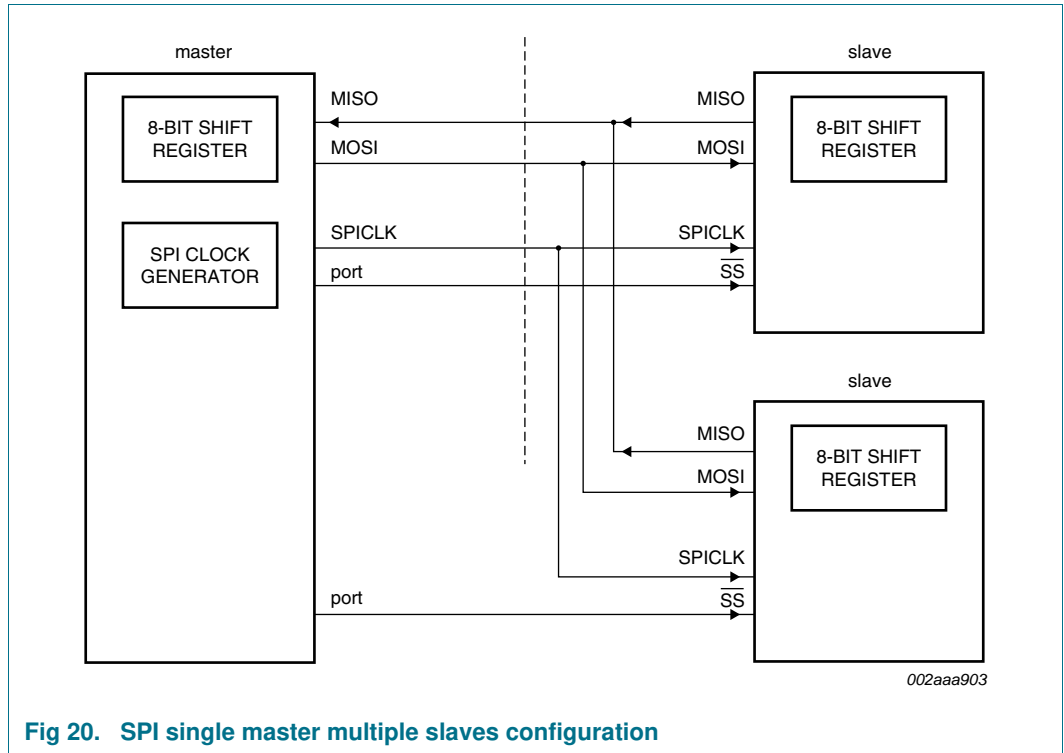 master
slave
8-BIT SHIFT
REGISTER
MISO
MISO
8-BIT SHIFT
REGISTER
MOSI
MOSI
SPI CLOCK
GENERATOR
SPICLK
SPICLK
port
S̅S̅
slave
MISO
8-BIT SHIFT
REGISTER
MOSI
SPICLK
port
S̅S̅
002aaa903
Fig 20. SPI single master multiple slaves configuration